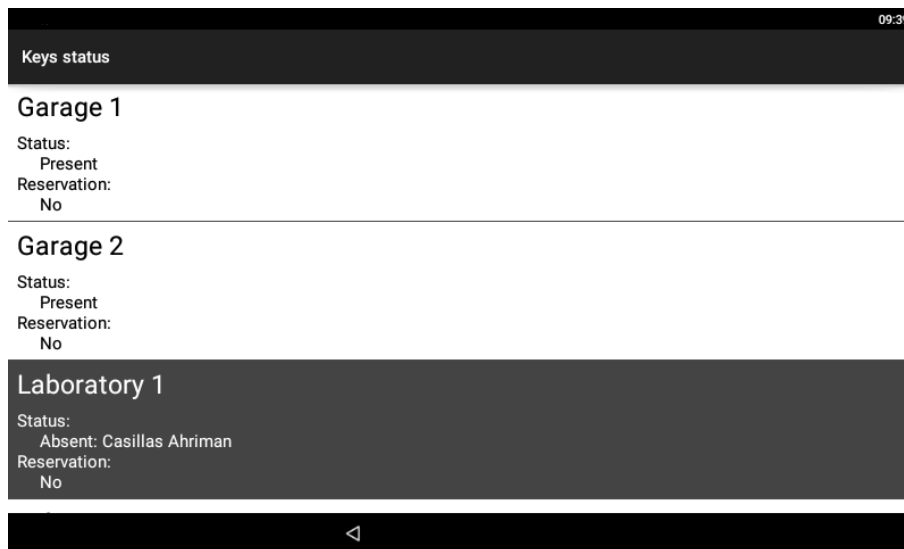 09:39
Keys status
Garage 1
Status:
Present
Reservation:
No
Garage 2
Status:
Present
Reservation:
No
Laboratory 1
Status:
Absent: Casillas Ahriman
Reservation:
No